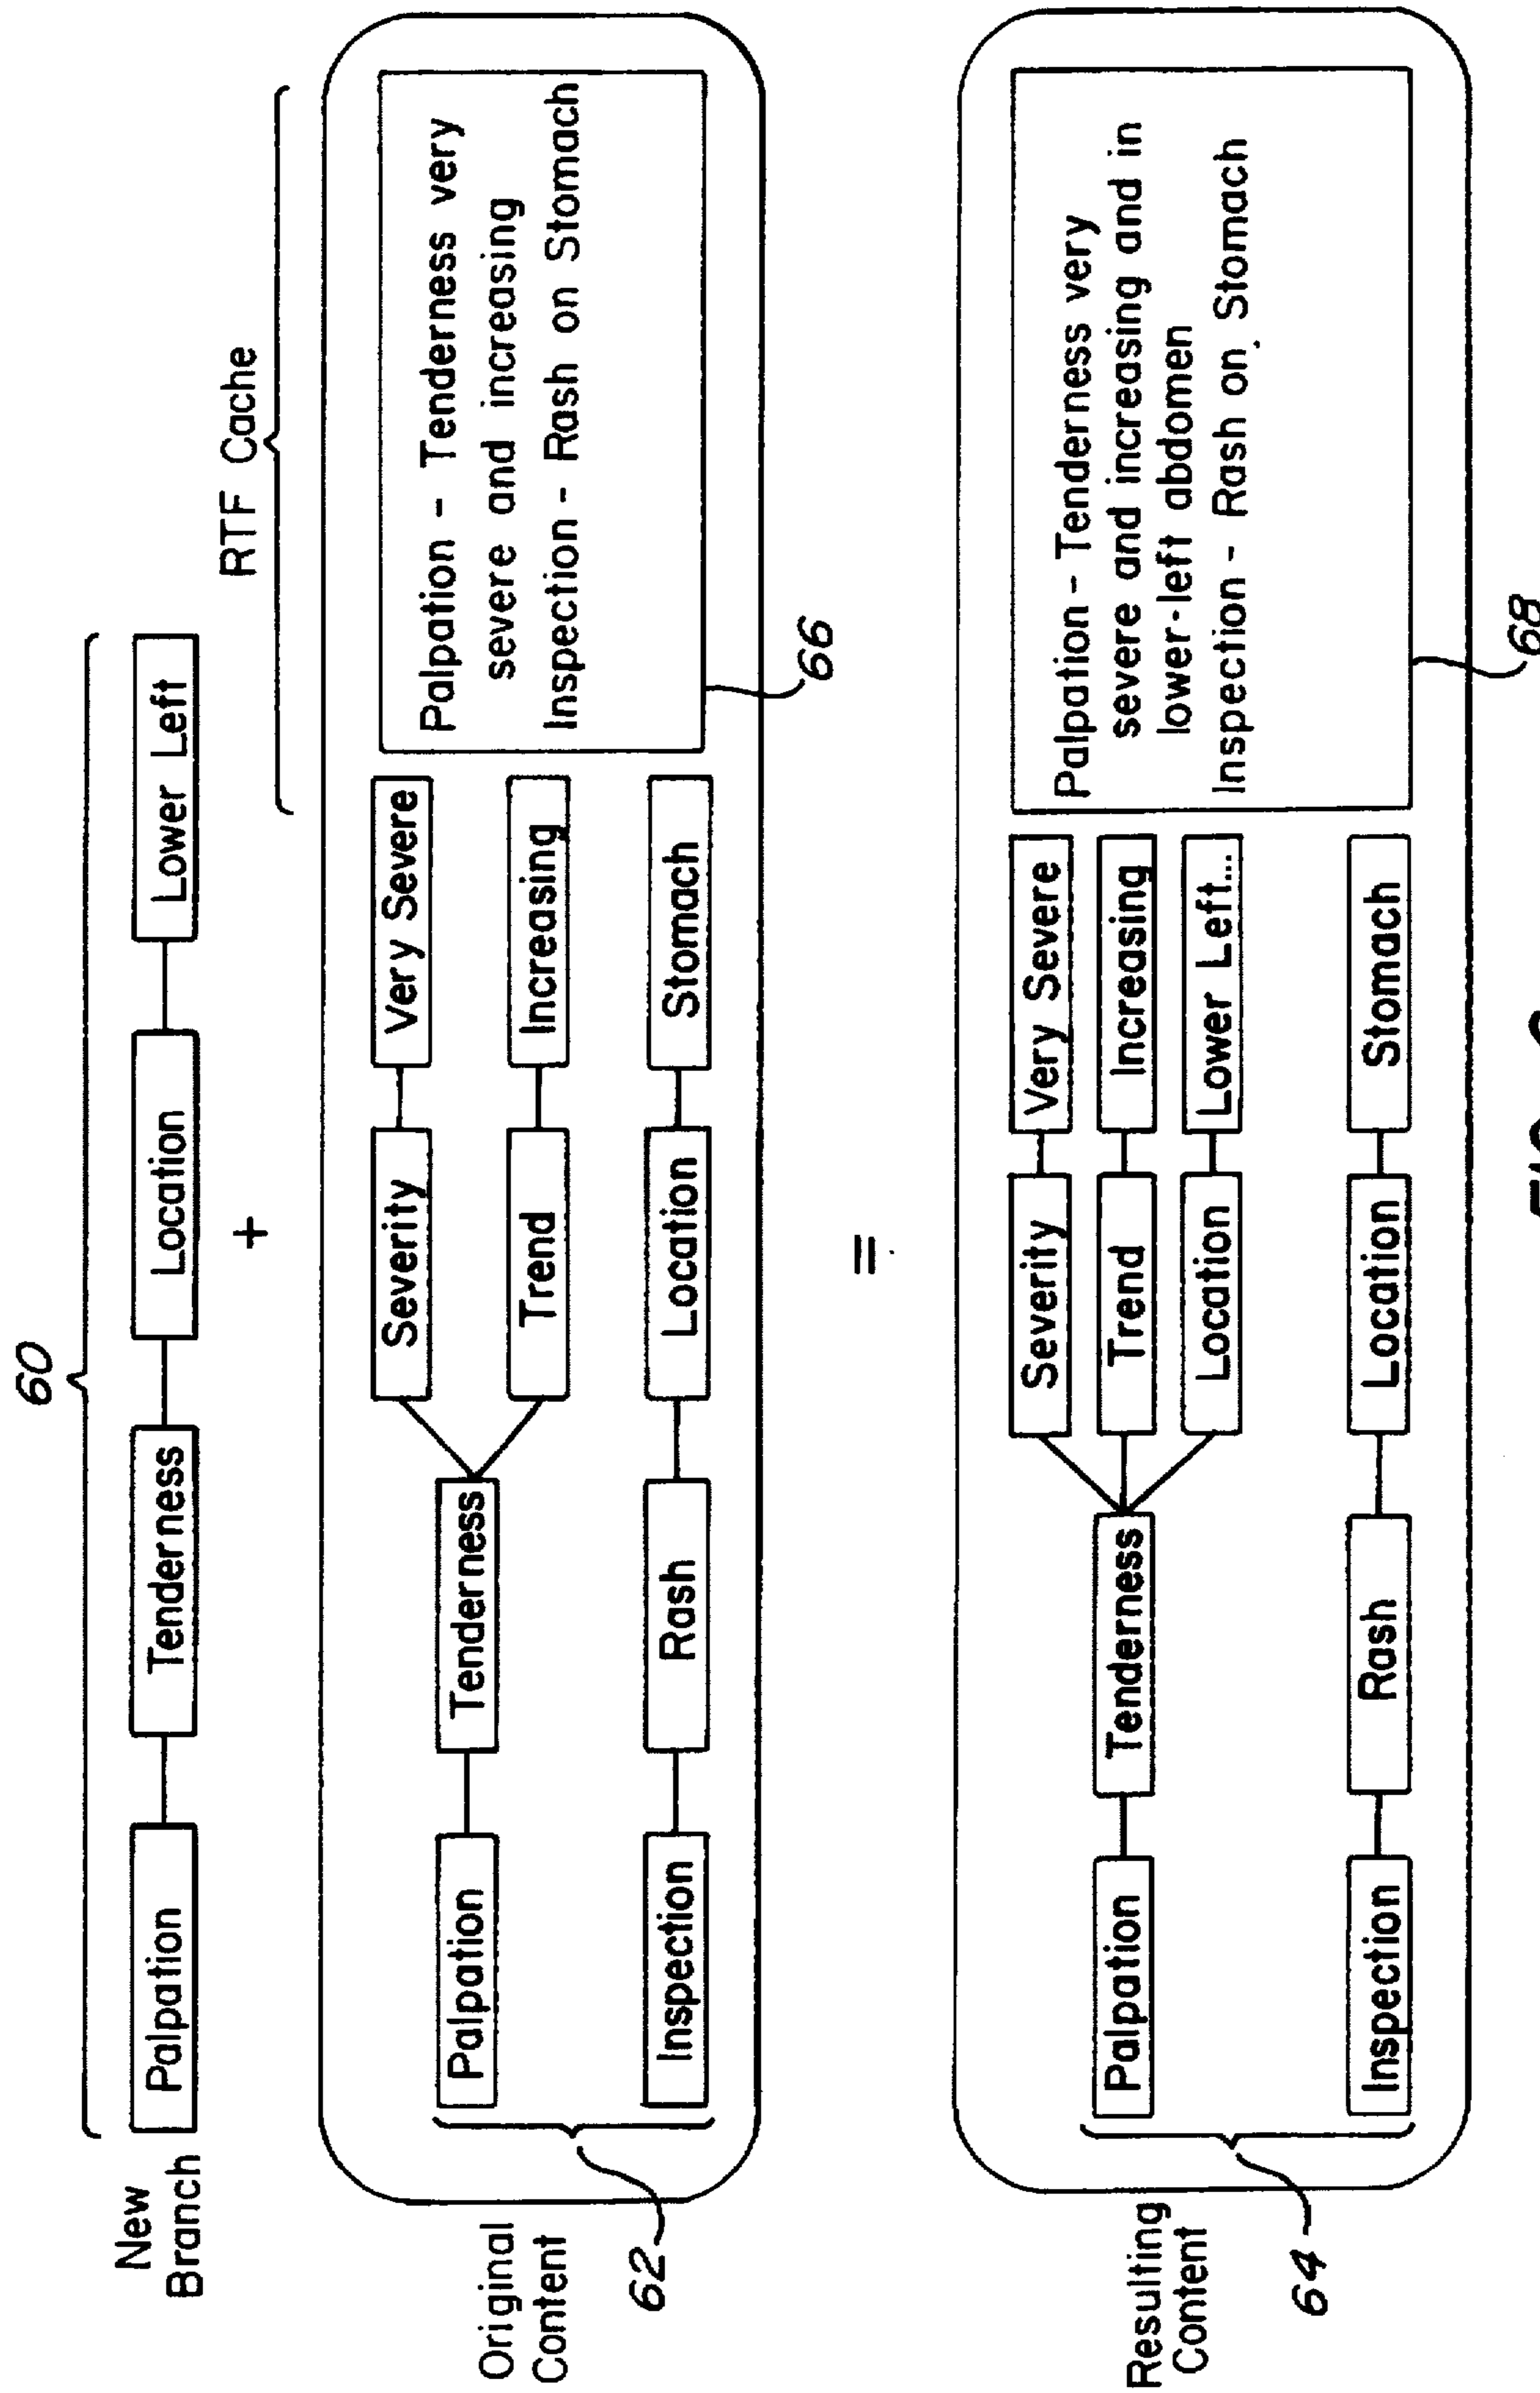 60
New
Branch
Palpation
Tenderness
Location
Lower Left
+
RTF Cache
Original
Content
62
Palpation
Tenderness
Severity
Very Severe
Trend
Increasing
Inspection
Rash
Location
Stomach
Palpation - Tenderness very
severe and increasing
Inspection - Rash on Stomach
66
=
Resulting
Content
64
Palpation
Tenderness
Severity
Very Severe
Trend
Increasing
Location
Lower Left...
Inspection
Rash
Location
Stomach
Palpation - Tenderness very
severe and increasing and in
lower-left abdomen
Inspection - Rash on Stomach
68